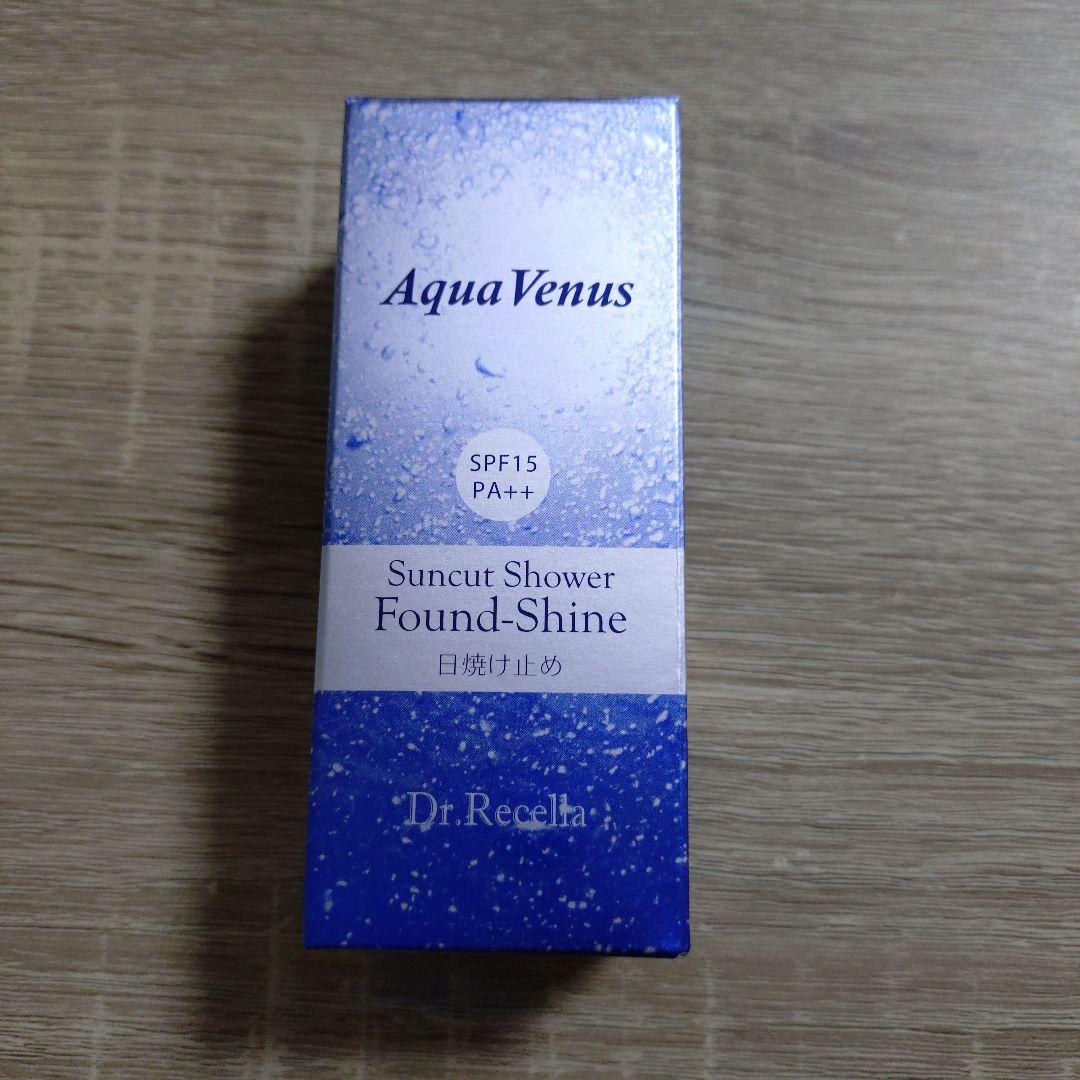 Aqua Venus
SPF15
PA++
Suncut Shower
Found-Shine
日焼け止め
Dr.Recella